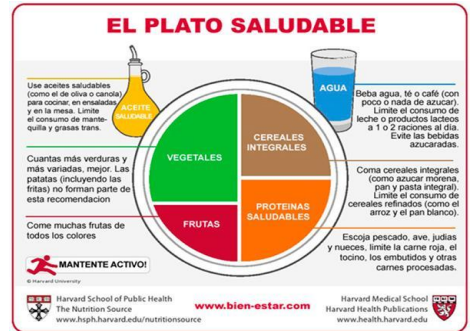 EL PLATO SALUDABLE
Use aceites saludables
(como el de oliva o canola)
para cocinar, en ensaladas
y en la mesa. Limite
el consumo de mante-
quilla y grasas trans.
ACEITE
SALUDABLE
AGUA
Beba agua, té o café (con
poco o nada de azucar).
Limite el consumo de
leche o productos lacteos
a 1 o 2 raciones al día.
Evite las bebidas
azucaradas.
VEGETALES
CEREALES
INTEGRALES
Cuantas más verduras y
más variadas, mejor. Las
patatas (incluyendo las
fritas) no forman parte de
esta recomendacion
Coma cereales integrales
(como azucar morena,
pan y pasta integral).
Limite el consumo de
cereales refinados (como el
arroz y el pan blanco).
FRUTAS
PROTEINAS
SALUDABLES
Come muchas frutas de
todos los colores
Escoja pescado, ave, judias
y nueces, limite la carne roja, el
tocino, los embutidos y otras
carnes procesadas.
MANTENTE ACTIVO!
© Harvard University
Harvard School of Public Health
The Nutrition Source
www.hsph.harvard.edu/nutritionsource
www.bien-estar.com
Harvard Medical School
Harvard Health Publications
www.health.harvard.edu